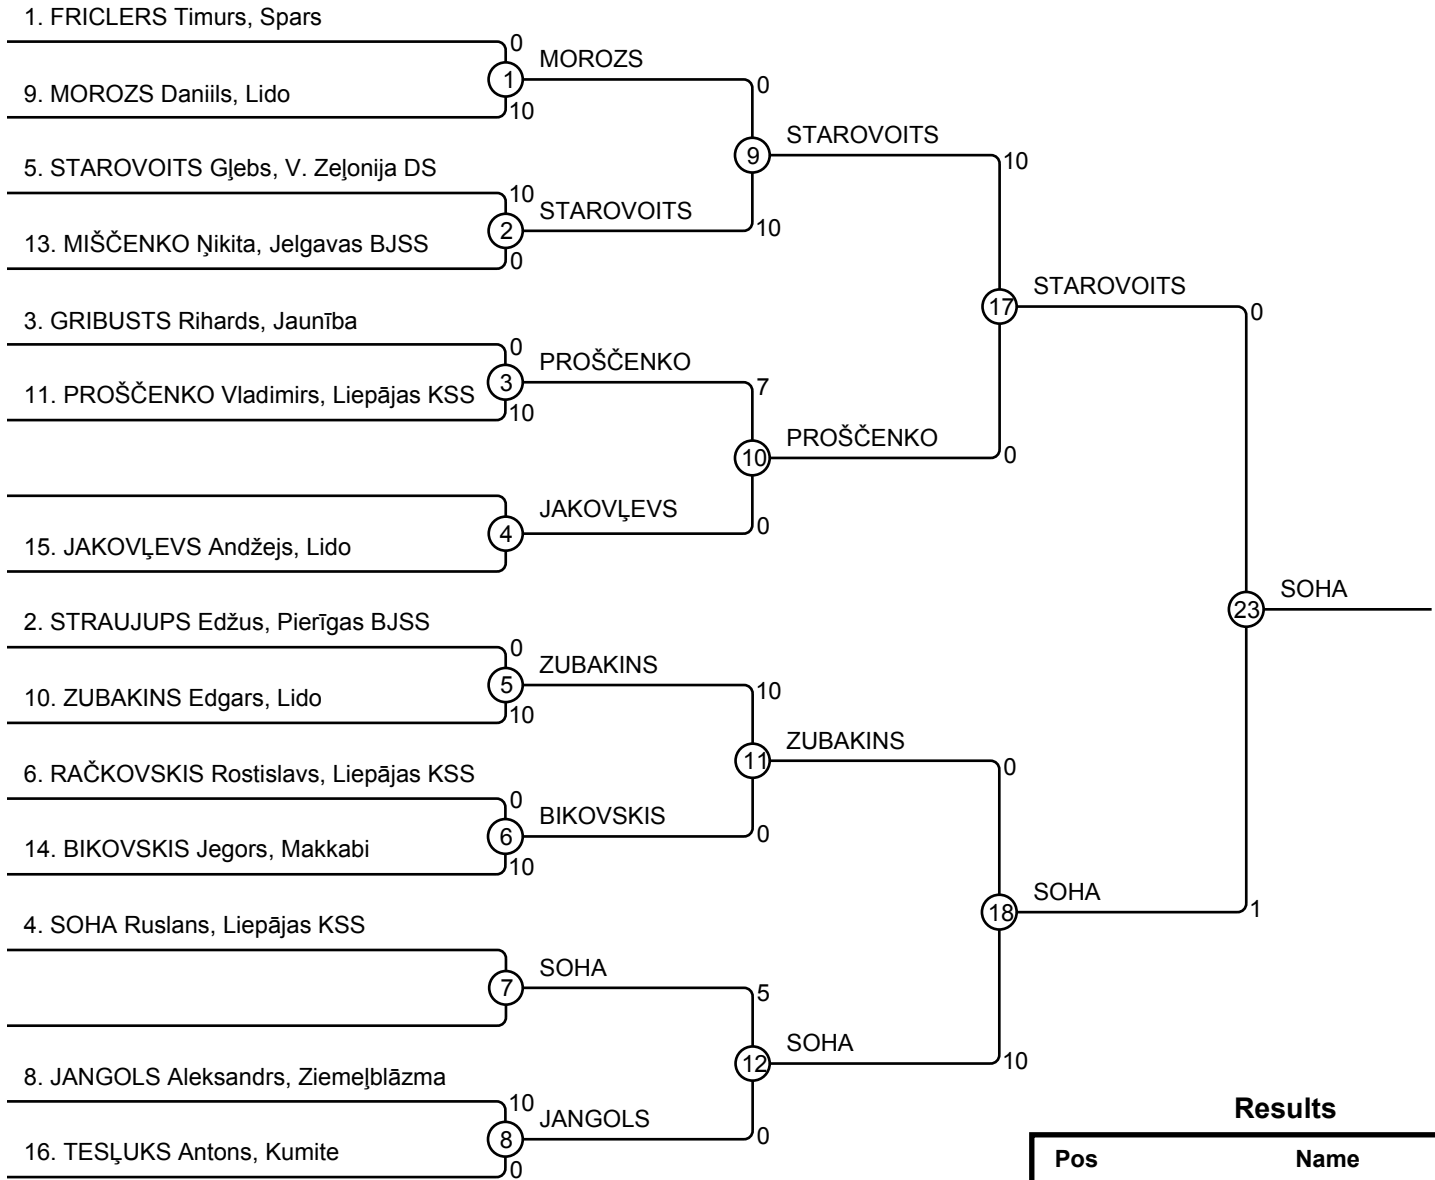 1. FRICLERS Timurs, Spars
0
MOROZS
1
0
9. MOROZS Daniils, Lido
10
STAROVOITS
9
10
5. STAROVOITS Gļebs, V. Zeļonija DS
10
STAROVOITS
2
10
13. MIŠČENKO Ņikita, Jelgavas BJSS
0
STAROVOITS
17
0
3. GRIBUSTS Rihards, Jaunība
0
PROŠČENKO
3
7
11. PROŠČENKO Vladimirs, Liepājas KSS
10
PROŠČENKO
10
0
JAKOVĻEVS
4
0
15. JAKOVĻEVS Andžejs, Lido
SOHA
23
2. STRAUJUPS Edžus, Pierīgas BJSS
0
ZUBAKINS
5
10
10. ZUBAKINS Edgars, Lido
10
ZUBAKINS
11
0
6. RAČKOVSKIS Rostislavs, Liepājas KSS
0
BIKOVSKIS
6
0
14. BIKOVSKIS Jegors, Makkabi
10
SOHA
18
1
4. SOHA Ruslans, Liepājas KSS
SOHA
7
5
SOHA
12
10
8. JANGOLS Aleksandrs, Ziemeļblāzma
10
JANGOLS
8
0
16. TESĻUKS Antons, Kumite
0
Results
Pos Name